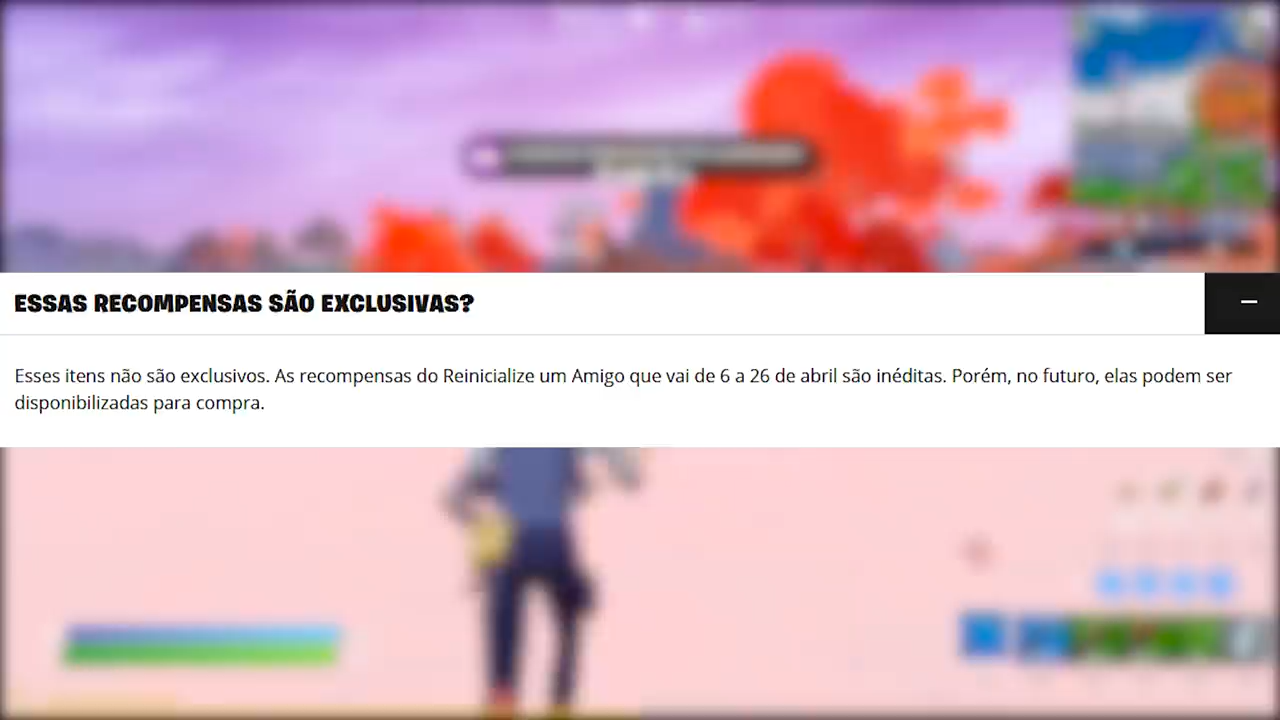 ESSAS RECOMPENSAS SÃO EXCLUSIVAS?
Esses itens não são exclusivos. As recompensas do Reinicialize um Amigo que vai de 6 a 26 de abril são inéditas. Porém, no futuro, elas podem ser
disponibilizadas para compra.